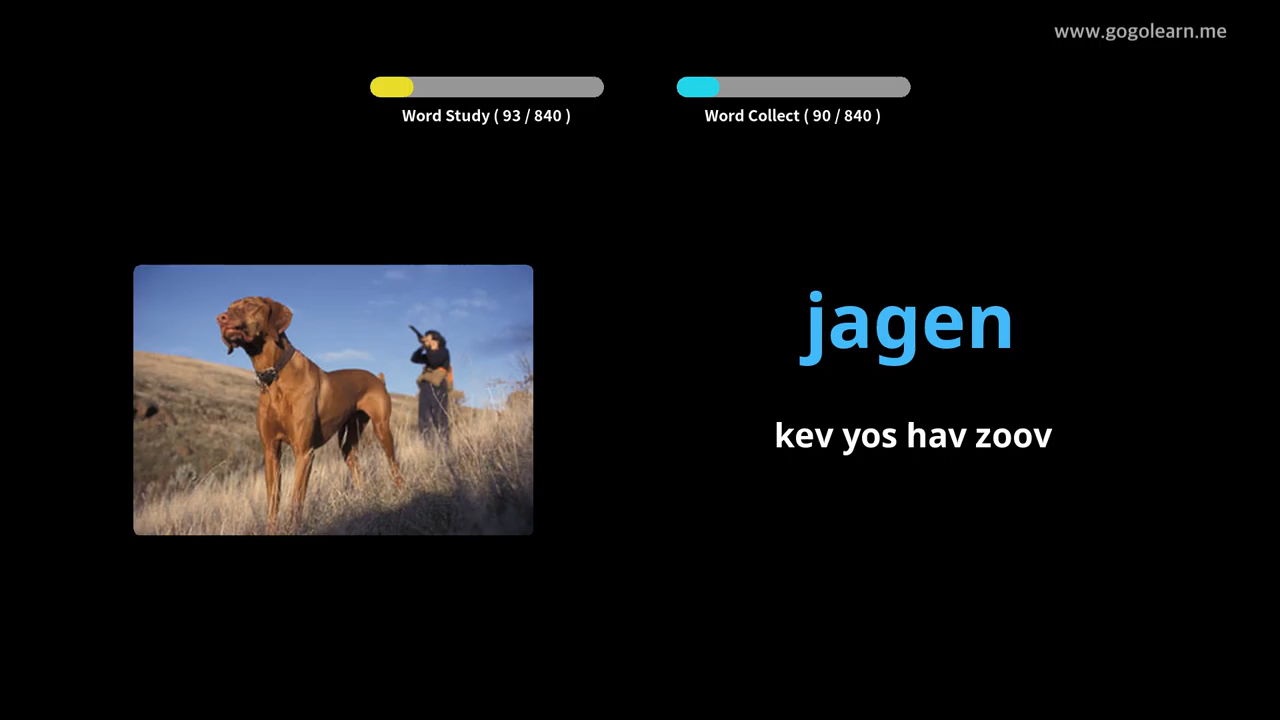 www.gogolearn.me
Word Study ( 93 / 840 )
Word Collect ( 90 / 840 )
jagen
kev yos hav zoov